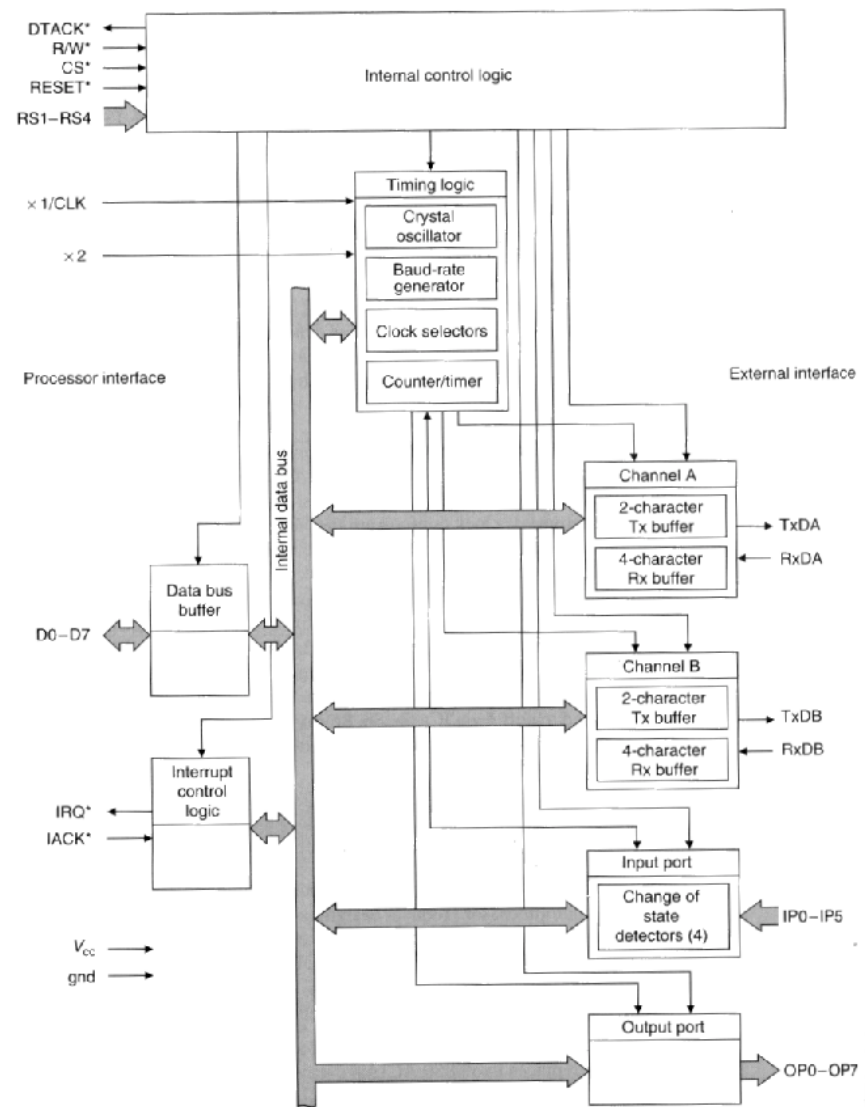 DTACK*
R/W*
CS*
RESET*
RS1–RS4
Internal control logic
× 1/CLK
× 2
Timing logic
Crystal
oscillator
Baud-rate
generator
Clock selectors
Counter/timer
Processor interface
External interface
Internal data bus
Channel A
2-character
Tx buffer
4-character
Rx buffer
TxDA
RxDA
Data bus
buffer
D0–D7
Channel B
2-character
Tx buffer
4-character
Rx buffer
TxDB
RxDB
Interrupt
control
logic
IRQ*
IACK*
Input port
Change of
state
detectors (4)
IP0–IP5
Vcc
gnd
Output port
OP0–OP7